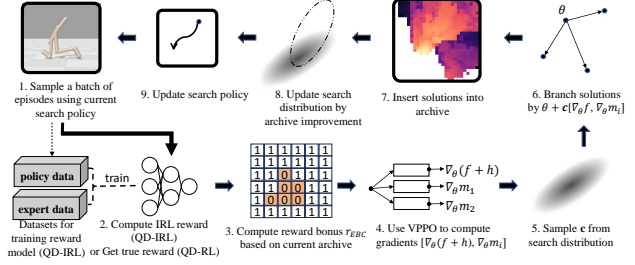 1. Sample a batch of
episodes using current
search policy
9. Update search policy
8. Update search
distribution by
archive improvement
7. Insert solutions into
archive
θ
6. Branch solutions
by θ + c[∇θf, ∇θmi]
policy data
expert data
train
Datasets for
training reward
model (QD-IRL)
2. Compute IRL reward
(QD-IRL)
or Get true reward (QD-RL)
1 1 1 1 1 1
1 1 1 1 1 1
1 1 0 1 1 1
1 1 0 0 1 1
1 0 0 0 1 1
1 1 1 1 1 1
3. Compute reward bonus rEBC
based on current archive
∇θ(f + h)
∇θm1
∇θm2
4. Use VPPO to compute
gradients [∇θ(f + h), ∇θmi]
5. Sample c from
search distribution